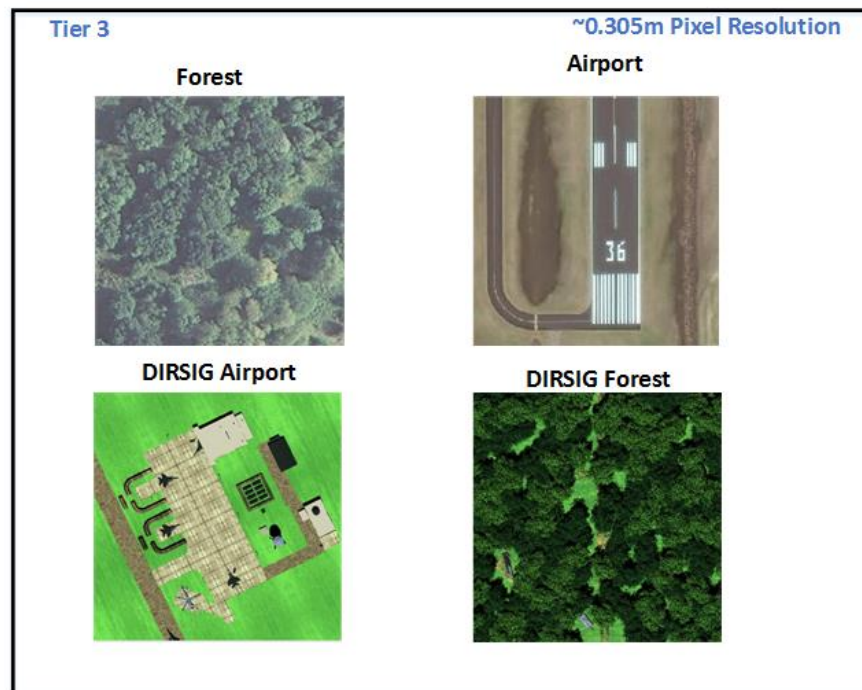 Tier 3
~0.305m Pixel Resolution
Forest
Airport
36
DIRSIG Airport
DIRSIG Forest